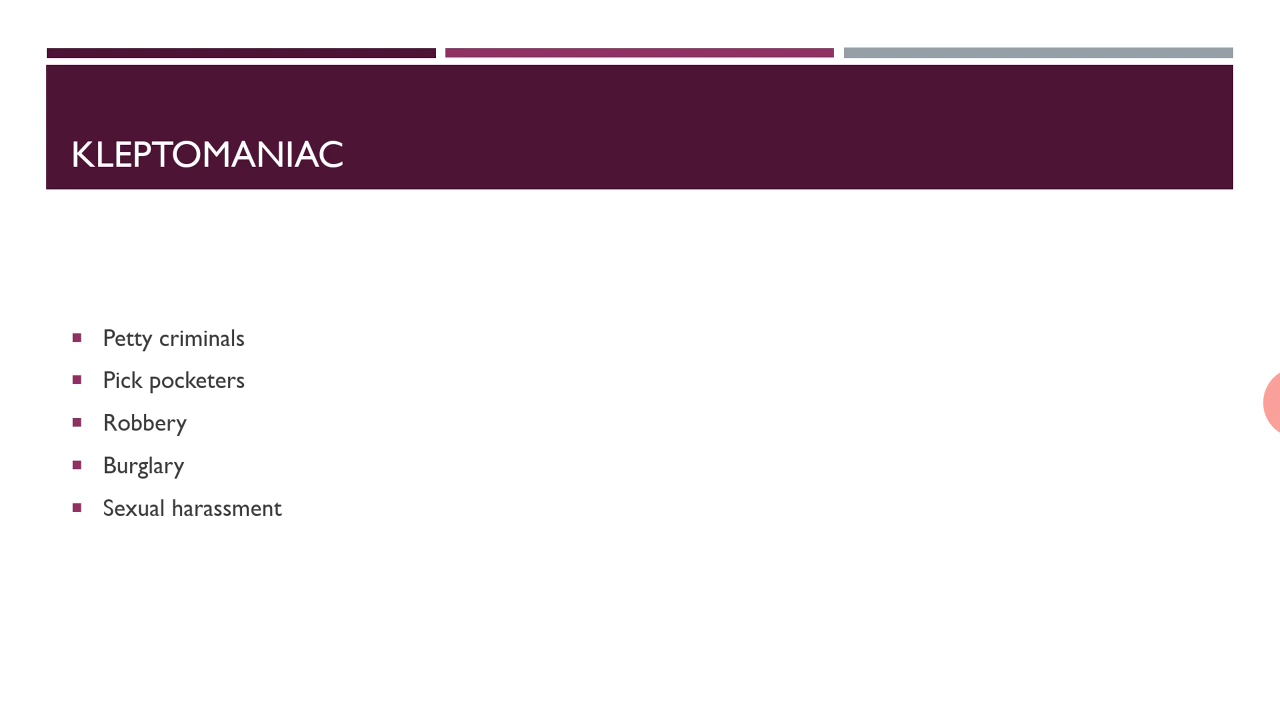 KLEPTOMANIAC
Petty criminals
Pick pocketers
Robbery
Burglary
Sexual harassment